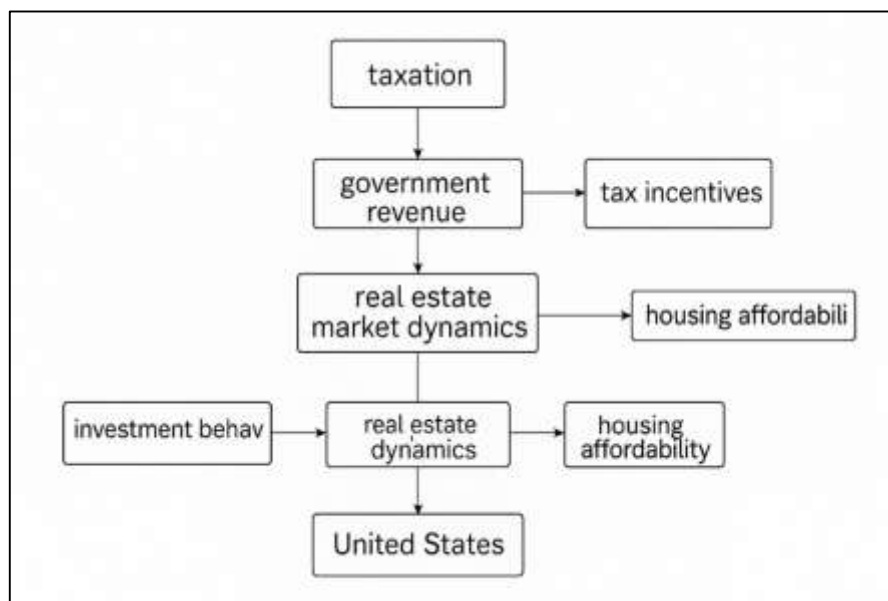 taxation
government
revenue
tax incentives
real estate
market dynamics
housing affordabili
investment behav
real estate
dynamics
housing
affordability
United States